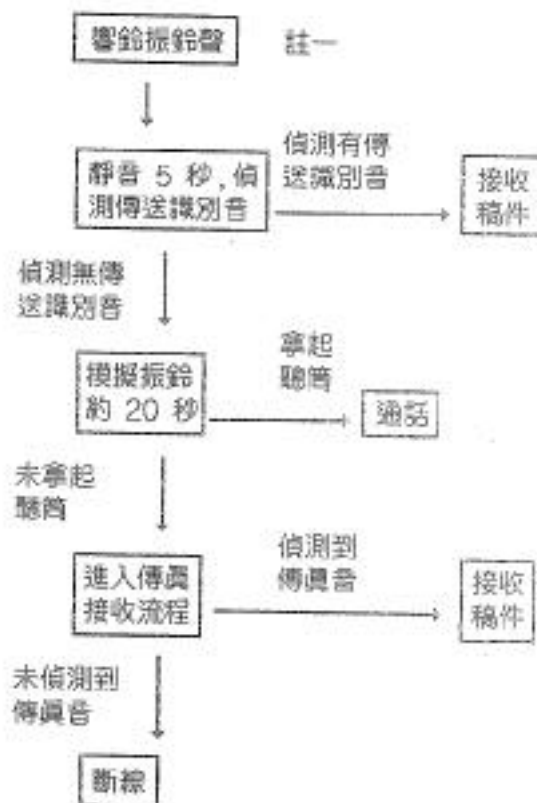 響鈴振鈴聲
註一
靜音 5 秒,偵
測傳送識別音
偵測有傳
送識別音
接收
稿件
偵測無傳
送識別音
模擬振鈴
約 20 秒
拿起
聽筒
通話
未拿起
聽筒
進入傳眞
接收流程
偵測到
傳眞音
接收
稿件
未偵測到
傳眞音
斷線